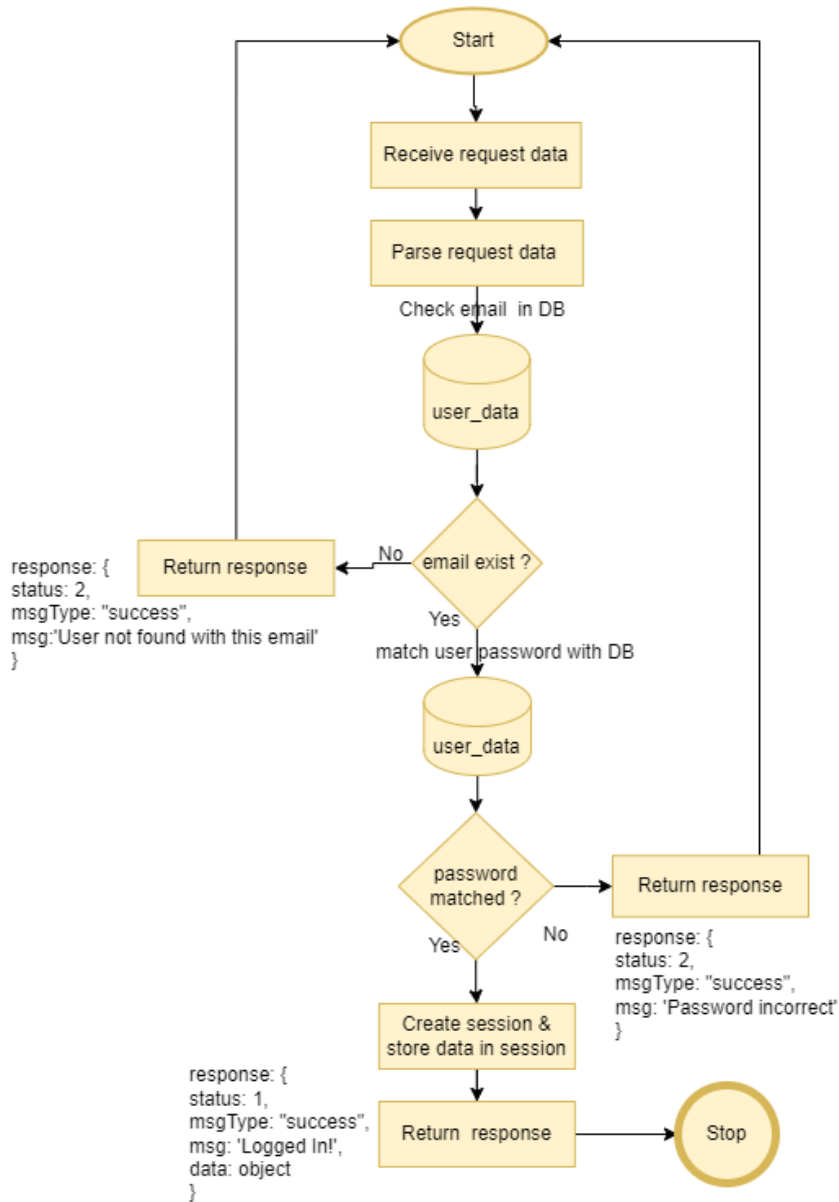 Start
Receive request data
Parse request data
Check email  in DB
user_data
email exist ?
No
Return response
response: {
status: 2,
msgType: "success",
msg:'User not found with this email'
}
Yes
match user password with DB
user_data
password
matched ?
No
Return response
response: {
status: 2,
msgType: "success",
msg: 'Password incorrect'
}
Yes
Create session &
store data in session
Return  response
response: {
status: 1,
msgType: "success",
msg: 'Logged In!',
data: object
}
Stop